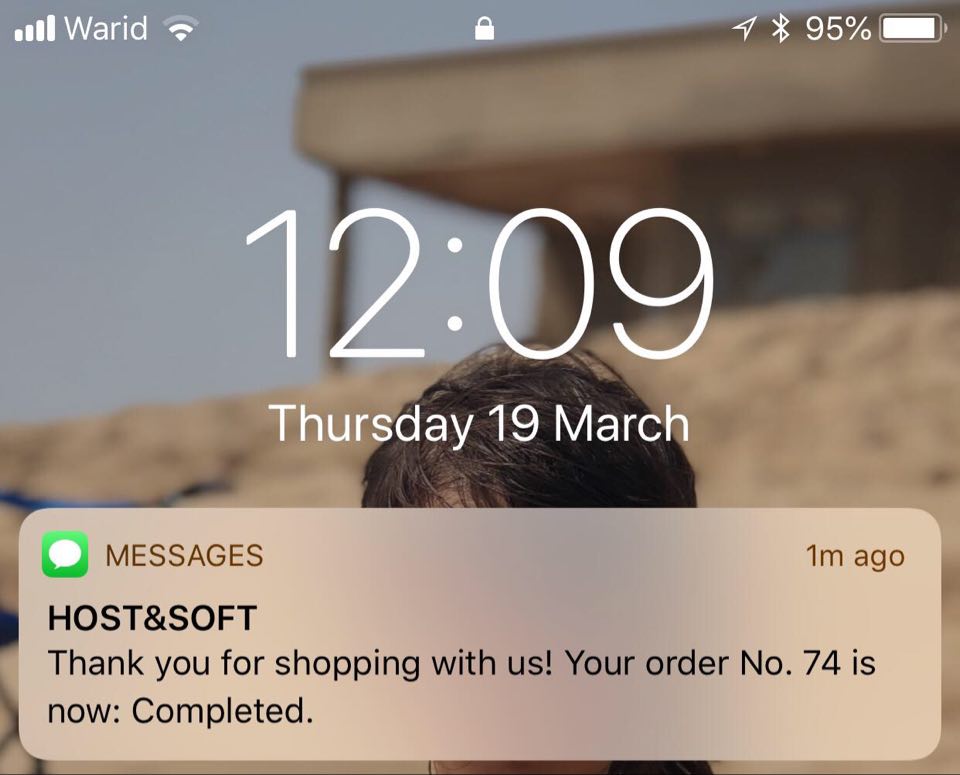 Warid 95%
12:09
Thursday 19 March
MESSAGES 1m ago
HOST&SOFT
Thank you for shopping with us! Your order No. 74 is
now: Completed.